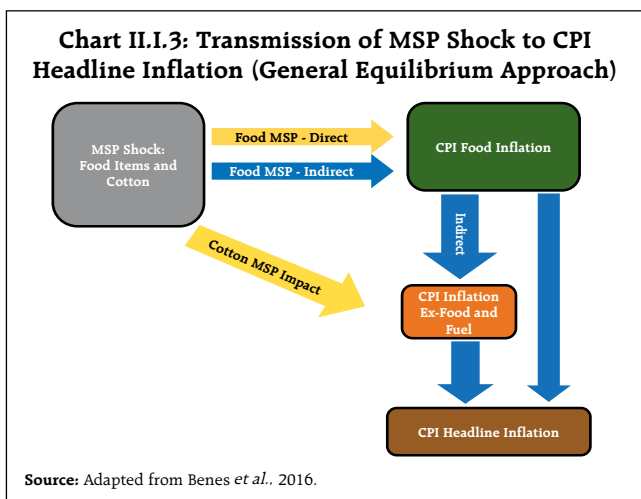 Chart II.I.3: Transmission of MSP Shock to CPI
Headline Inflation (General Equilibrium Approach)
MSP Shock:
Food Items and
Cotton
Food MSP - Direct
Food MSP - Indirect
CPI Food Inflation
Indirect
Cotton MSP Impact
CPI Inflation
Ex-Food and
Fuel
CPI Headline Inflation
Source: Adapted from Benes et al., 2016.